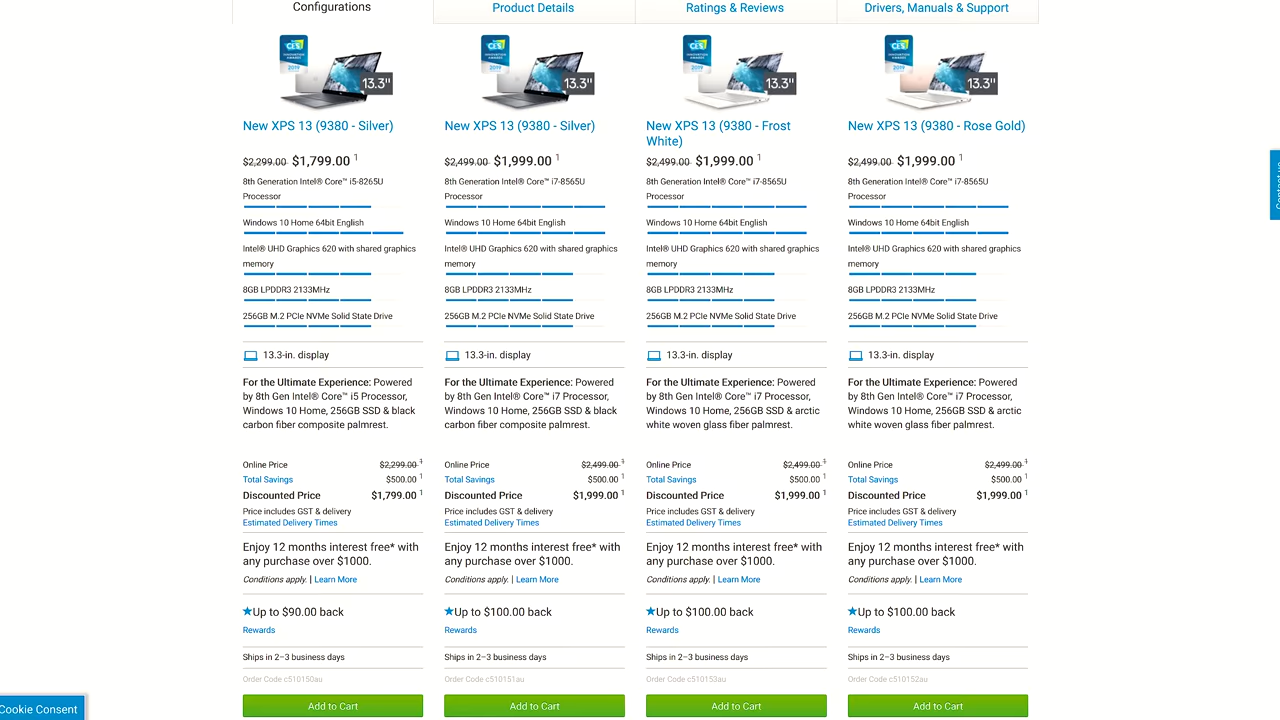 Configurations
Product Details
Ratings & Reviews
Drivers, Manuals & Support
CES
2019
13.3"
New XPS 13 (9380 - Silver)
$2,299.00 $1,799.00 1
8th Generation Intel® Core™ i5-8265U
Processor
Windows 10 Home 64bit English
Intel® UHD Graphics 620 with shared graphics
memory
8GB LPDDR3 2133MHz
256GB M.2 PCIe NVMe Solid State Drive
13.3-in. display
For the Ultimate Experience: Powered
by 8th Gen Intel® Core™ i5 Processor,
Windows 10 Home, 256GB SSD & black
carbon fiber composite palmrest.
Online Price $2,299.00 1
Total Savings $500.00 1
Discounted Price $1,799.00 1
Price includes GST & delivery
Estimated Delivery Times
Enjoy 12 months interest free* with
any purchase over $1000.
Conditions apply. | Learn More
Up to $90.00 back
Rewards
Ships in 2–3 business days
Order Code c510150au
Add to Cart
CES
2019
13.3"
New XPS 13 (9380 - Silver)
$2,499.00 $1,999.00 1
8th Generation Intel® Core™ i7-8565U
Processor
Windows 10 Home 64bit English
Intel® UHD Graphics 620 with shared graphics
memory
8GB LPDDR3 2133MHz
256GB M.2 PCIe NVMe Solid State Drive
13.3-in. display
For the Ultimate Experience: Powered
by 8th Gen Intel® Core™ i7 Processor,
Windows 10 Home, 256GB SSD & black
carbon fiber composite palmrest.
Online Price $2,499.00 1
Total Savings $500.00 1
Discounted Price $1,999.00 1
Price includes GST & delivery
Estimated Delivery Times
Enjoy 12 months interest free* with
any purchase over $1000.
Conditions apply. | Learn More
Up to $100.00 back
Rewards
Ships in 2–3 business days
Order Code c510151au
Add to Cart
CES
2019
13.3"
New XPS 13 (9380 - Frost
White)
$2,499.00 $1,999.00 1
8th Generation Intel® Core™ i7-8565U
Processor
Windows 10 Home 64bit English
Intel® UHD Graphics 620 with shared graphics
memory
8GB LPDDR3 2133MHz
256GB M.2 PCIe NVMe Solid State Drive
13.3-in. display
For the Ultimate Experience: Powered
by 8th Gen Intel® Core™ i7 Processor,
Windows 10 Home, 256GB SSD & arctic
white woven glass fiber palmrest.
Online Price $2,499.00 1
Total Savings $500.00 1
Discounted Price $1,999.00 1
Price includes GST & delivery
Estimated Delivery Times
Enjoy 12 months interest free* with
any purchase over $1000.
Conditions apply. | Learn More
Up to $100.00 back
Rewards
Ships in 2–3 business days
Order Code c510153au
Add to Cart
CES
2019
13.3"
New XPS 13 (9380 - Rose Gold)
$2,499.00 $1,999.00 1
8th Generation Intel® Core™ i7-8565U
Processor
Windows 10 Home 64bit English
Intel® UHD Graphics 620 with shared graphics
memory
8GB LPDDR3 2133MHz
256GB M.2 PCIe NVMe Solid State Drive
13.3-in. display
For the Ultimate Experience: Powered
by 8th Gen Intel® Core™ i7 Processor,
Windows 10 Home, 256GB SSD & arctic
white woven glass fiber palmrest.
Online Price $2,499.00 1
Total Savings $500.00 1
Discounted Price $1,999.00 1
Price includes GST & delivery
Estimated Delivery Times
Enjoy 12 months interest free* with
any purchase over $1000.
Conditions apply. | Learn More
Up to $100.00 back
Rewards
Ships in 2–3 business days
Order Code c510152au
Add to Cart
Cookie Consent